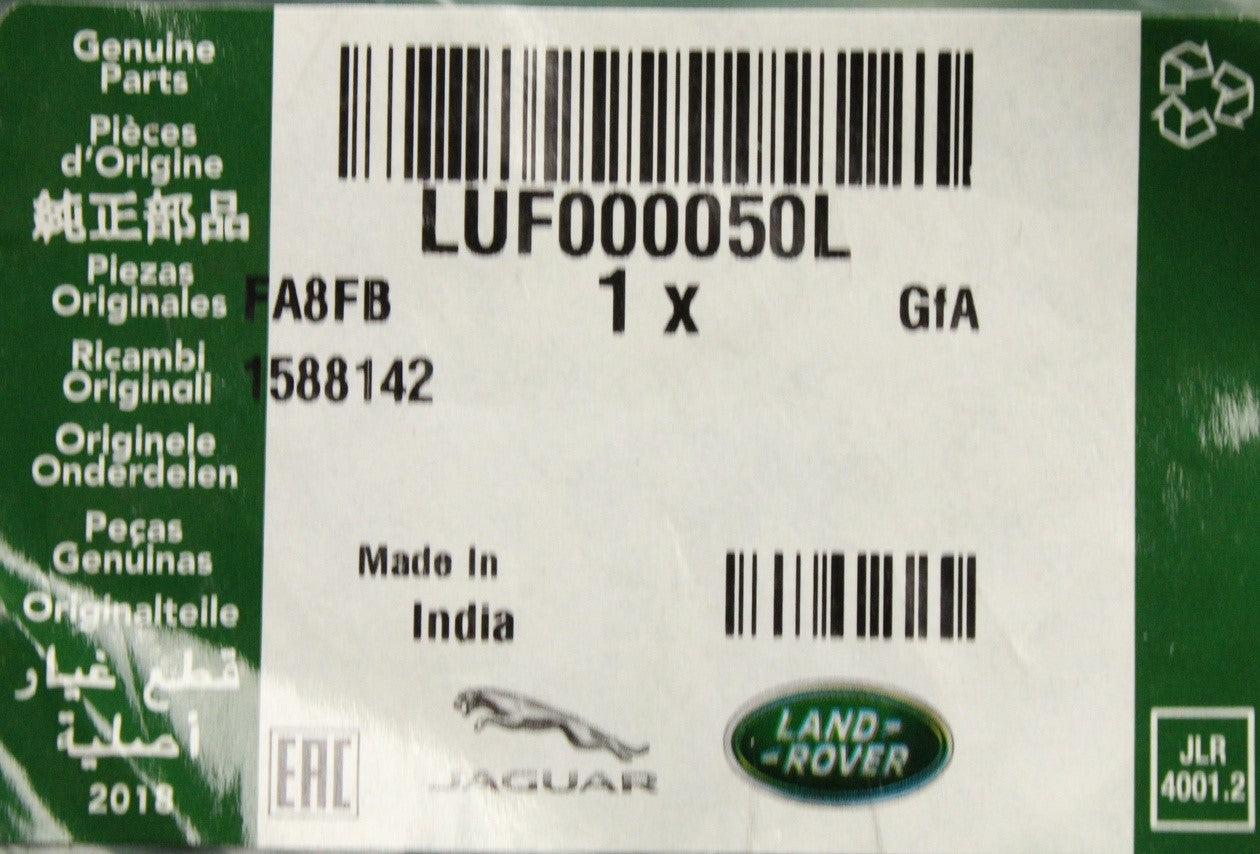 Genuine
Parts
Pièces
d'Origine
純正部品
Piezas
Originales
Ricambi
Originali
Originele
Onderdelen
Peças
Genuinas
Originalteile
قطع غيار
أصلية
2018
LUF000050L
FA8FB 1 x GfA
1588142
Made In
India
EAC
JAGUAR
LAND-
-ROVER
JLR
4001.2